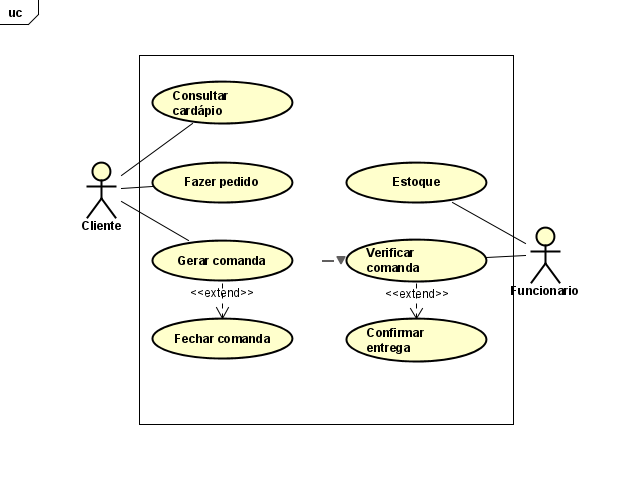 uc
Consultar
cardápio
Fazer pedido
Estoque
Cliente
Gerar comanda
Verificar
comanda
Funcionario
<<extend>>
<<extend>>
Fechar comanda
Confirmar
entrega